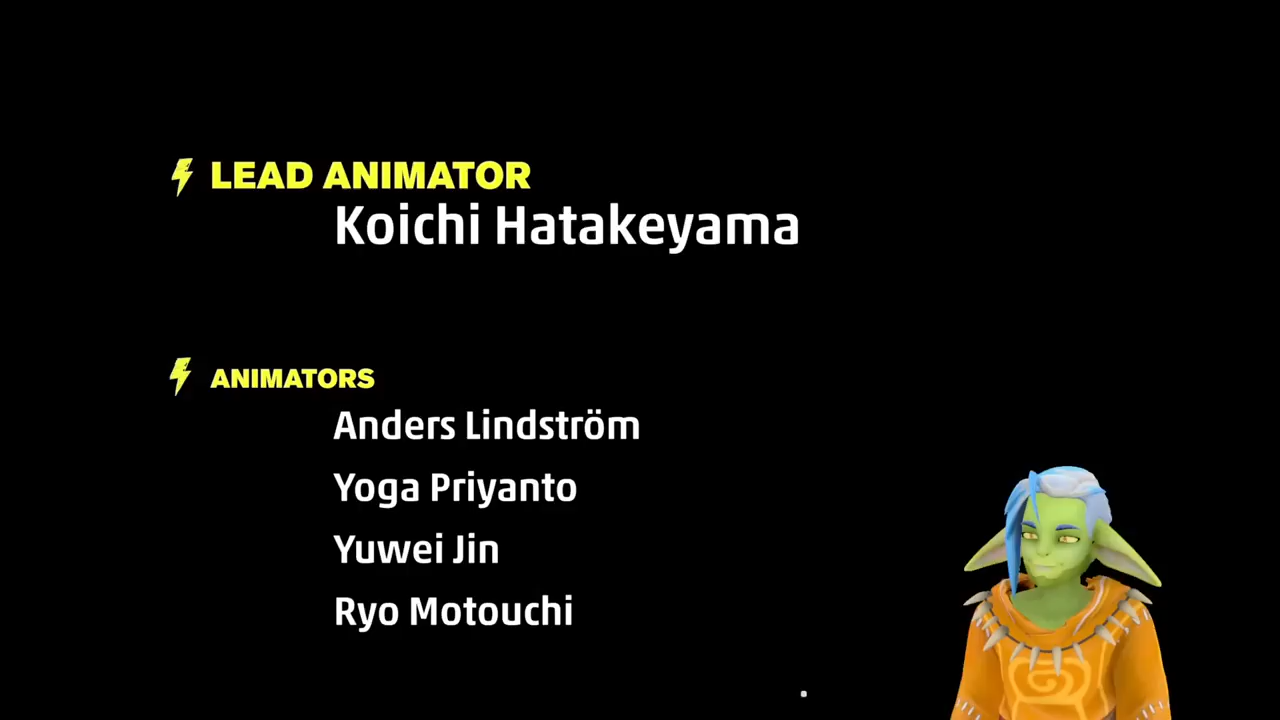 LEAD ANIMATOR
Koichi Hatakeyama
ANIMATORS
Anders Lindström
Yoga Priyanto
Yuwei Jin
Ryo Motouchi